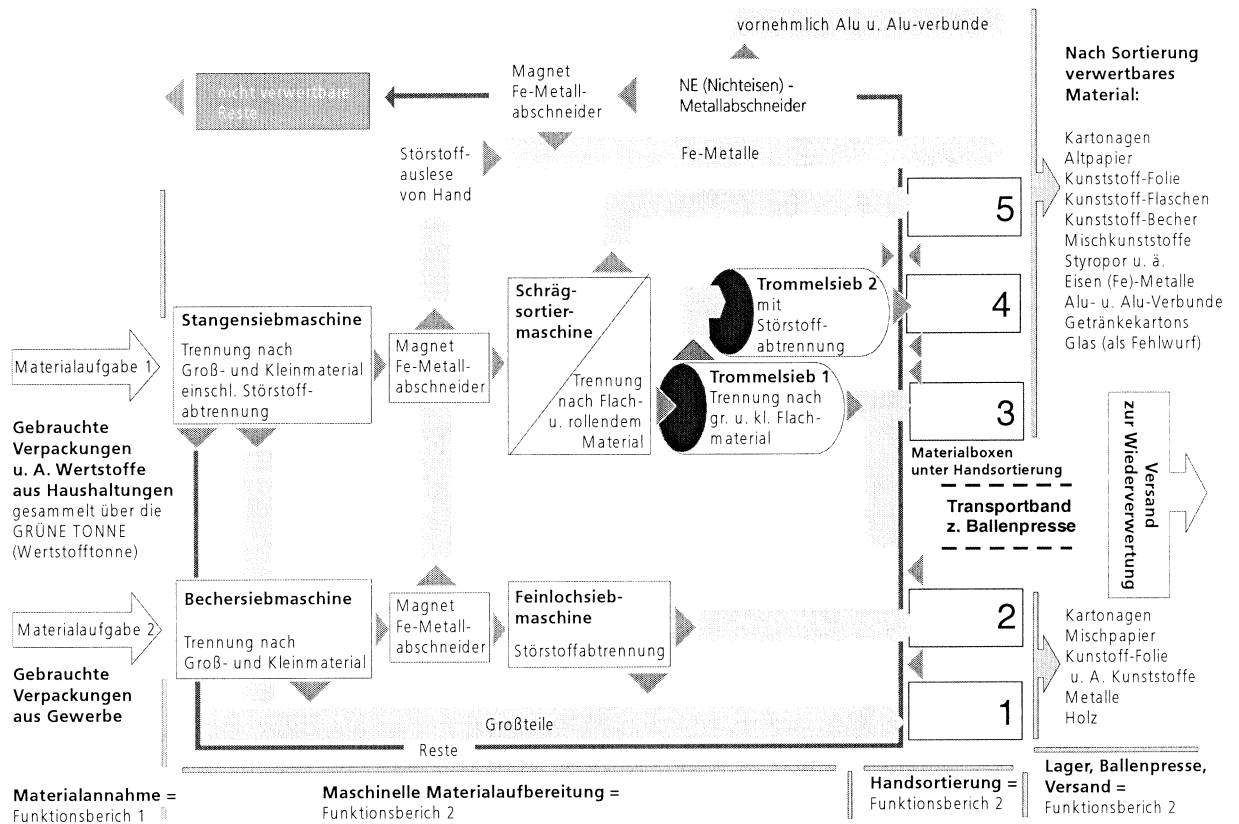 vornehmlich Alu u. Alu-verbunde
nicht verwertbare
Reste
Magnet
Fe-Metall-
abschneider
NE (Nichteisen) -
Metallabschneider
Nach Sortierung
verwertbares
Material:
Störstoff-
auslese
von Hand
Fe-Metalle
Kartonagen
Altpapier
Kunststoff-Folie
Kunststoff-Flaschen
Kunststoff-Becher
Mischkunststoffe
Styropor u. ä.
Eisen (Fe)-Metalle
Alu- u. Alu-Verbunde
Getränkekartons
Glas (als Fehlwurf)
5
4
3
Materialaufgabe 1
Stangensiebmaschine
Trennung nach
Groß- und Kleinmaterial
einschl. Störstoff-
abtrennung
Magnet
Fe-Metall-
abschneider
Schräg-
sortier-
maschine
Trennung
nach Flach-
u. rollendem
Material
Trommelsieb 2
mit
Störstoff-
abtrennung
Trommelsieb 1
Trennung nach
gr. u. kl. Flach-
material
Materialboxen
unter Handsortierung
Transportband
z. Ballenpresse
Versand
zur Wiederverwertung
Gebrauchte
Verpackungen
u. A. Wertstoffe
aus Haushaltungen
gesammelt über die
GRÜNE TONNE
(Wertstofftonne)
Materialaufgabe 2
Bechersiebmaschine
Trennung nach
Groß- und Kleinmaterial
Magnet
Fe-Metall-
abschneider
Feinlochsieb-
maschine
Störstoffabtrennung
2
1
Kartonagen
Mischpapier
Kunstoff-Folie
u. A. Kunststoffe
Metalle
Holz
Gebrauchte
Verpackungen
aus Gewerbe
Großteile
Reste
Materialannahme =
Funktionsberich 1
Maschinelle Materialaufbereitung =
Funktionsberich 2
Handsortierung =
Funktionsberich 2
Lager, Ballenpresse,
Versand =
Funktionsberich 2